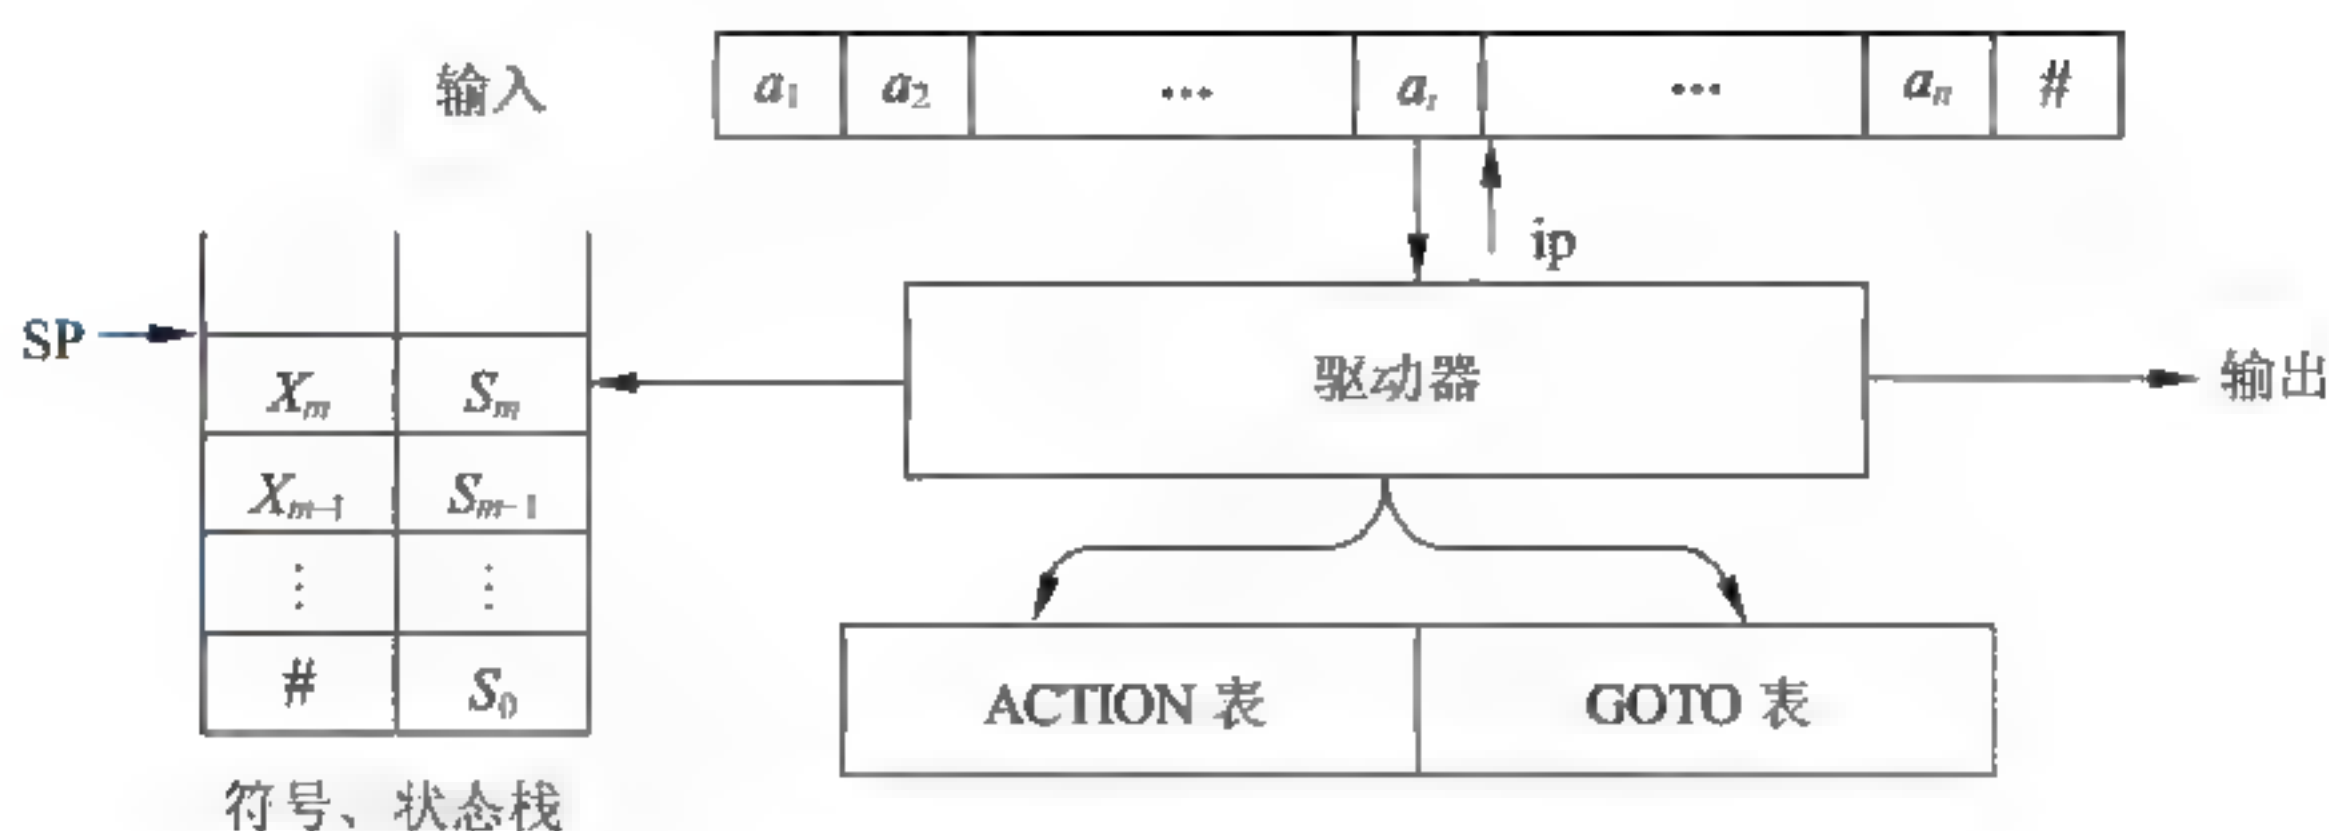 输入 a₁ a₂ ... aᵢ ... aₙ #
ip
SP
驱动器
输出
Xₘ Sₘ
Xₘ₋₁ Sₘ₋₁
⋮ ⋮
# S₀
ACTION 表 GOTO 表
符号、状态栈